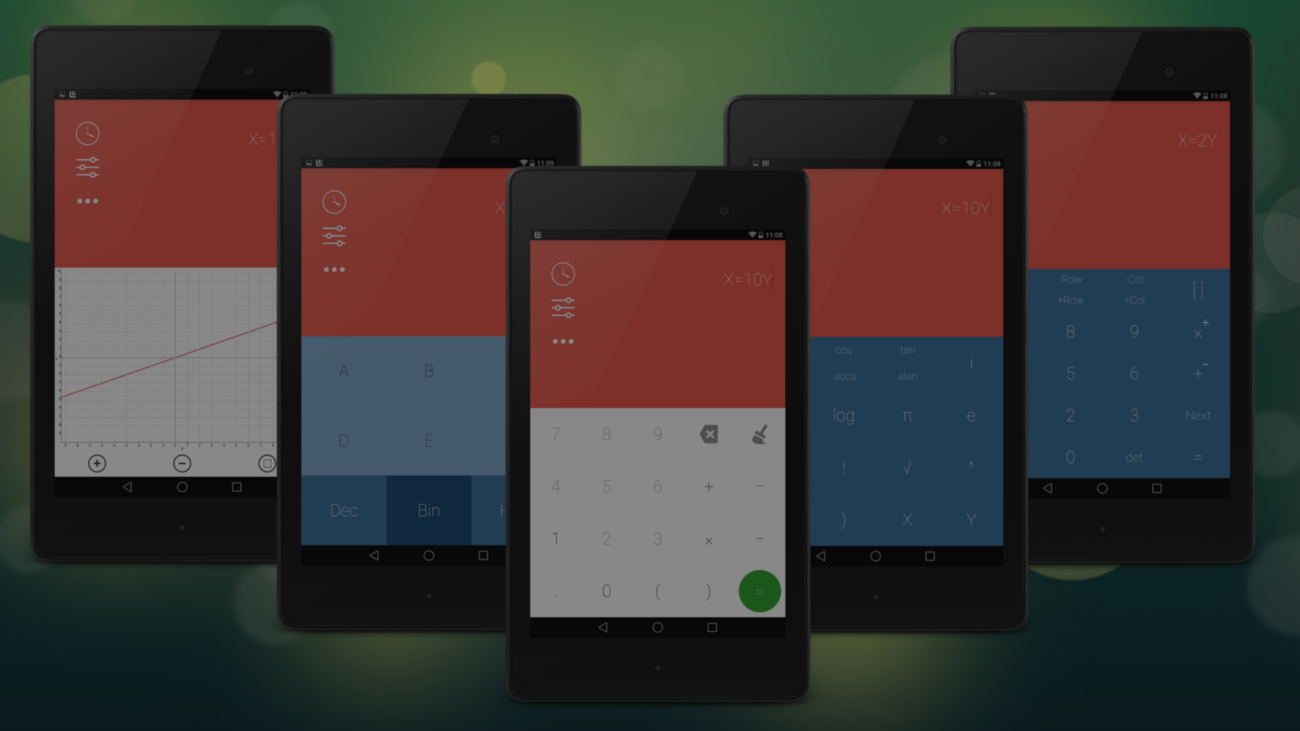 X=1
11:09
X
A B
D E
Dec Bin H
11:08
X=10Y
7 8 9
4 5 6 + −
1 2 3 × ÷
. 0 ( ) =
11:08
X=10Y
cos tan
i
acos atan
log π e
! √ ^
) X Y
11:08
X=2Y
-Row -Col
[ ]
+Row +Col
8 9 × ÷
5 6 + -
2 3 Next
0 det =